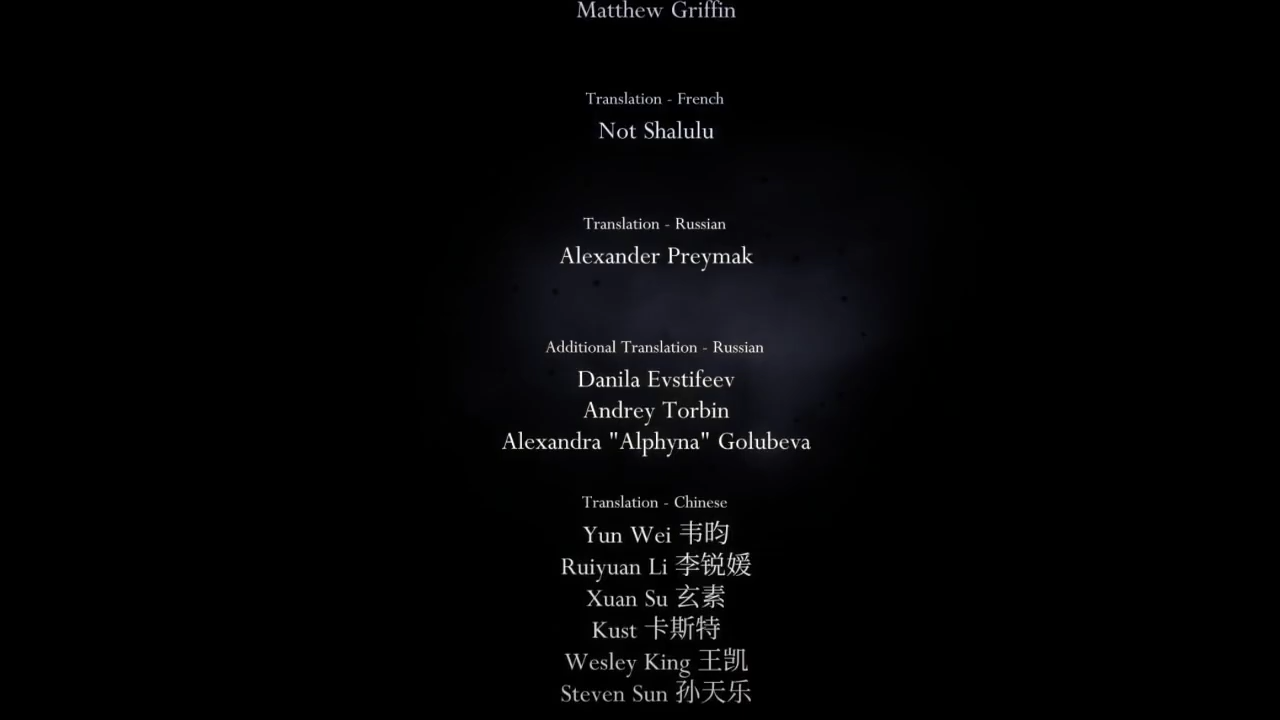 Matthew Griffin
Translation - French
Not Shalulu
Translation - Russian
Alexander Preymak
Additional Translation - Russian
Danila Evstifeev
Andrey Torbin
Alexandra "Alphyna" Golubeva
Translation - Chinese
Yun Wei 韦昀
Ruiyuan Li 李锐媛
Xuan Su 玄素
Kust 卡斯特
Wesley King 王凯
Steven Sun 孙天乐